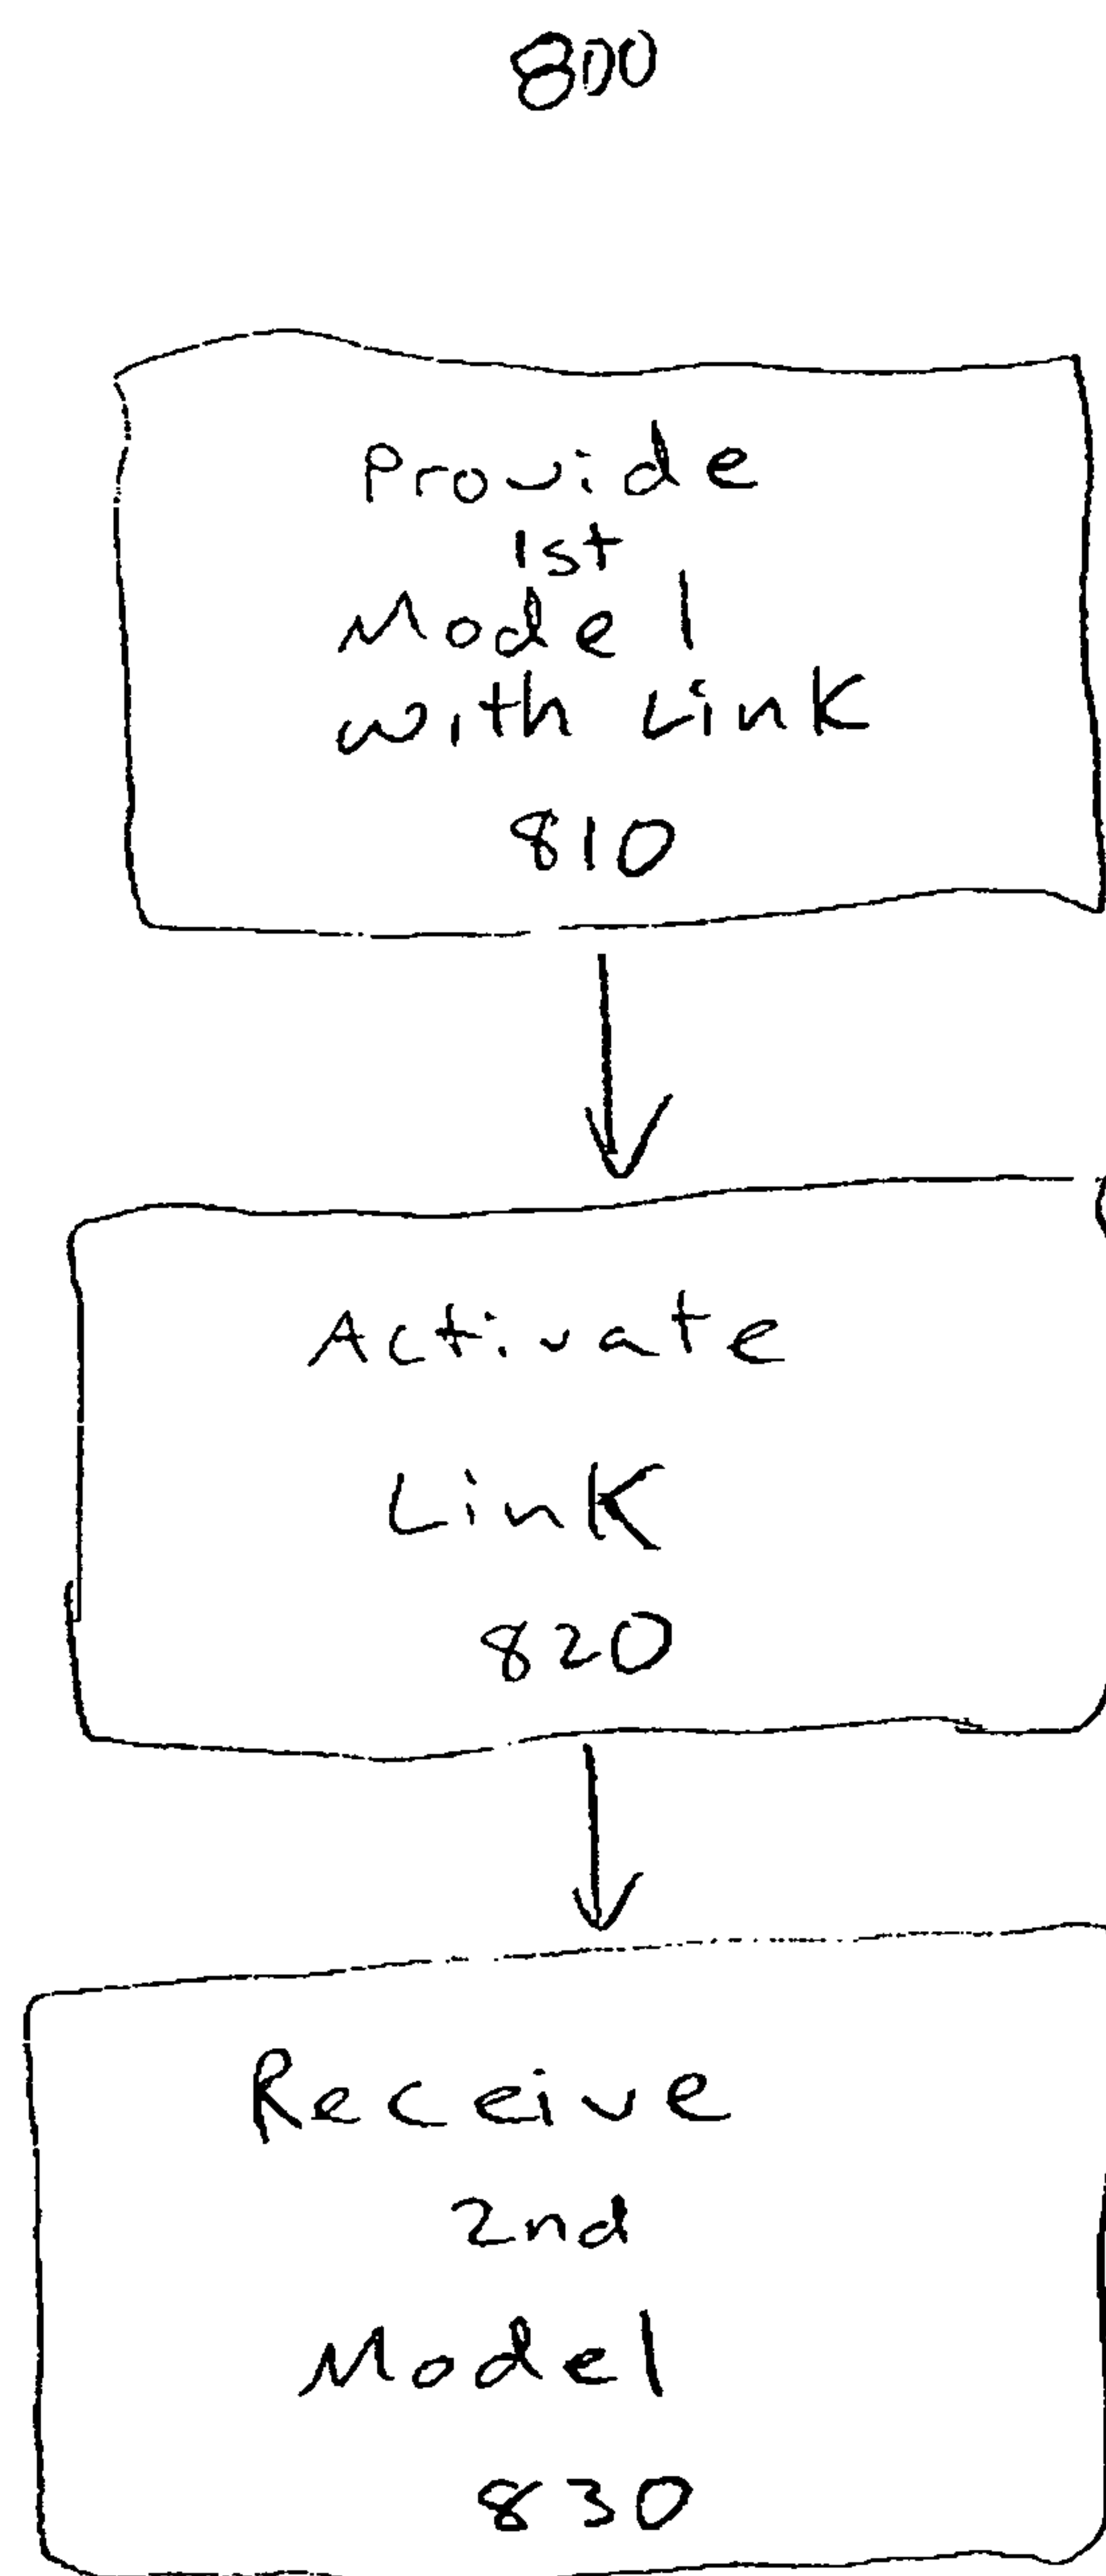 800
Provide
1st
Model
with Link
810
Activate
Link
820
Receive
2nd
Model
830